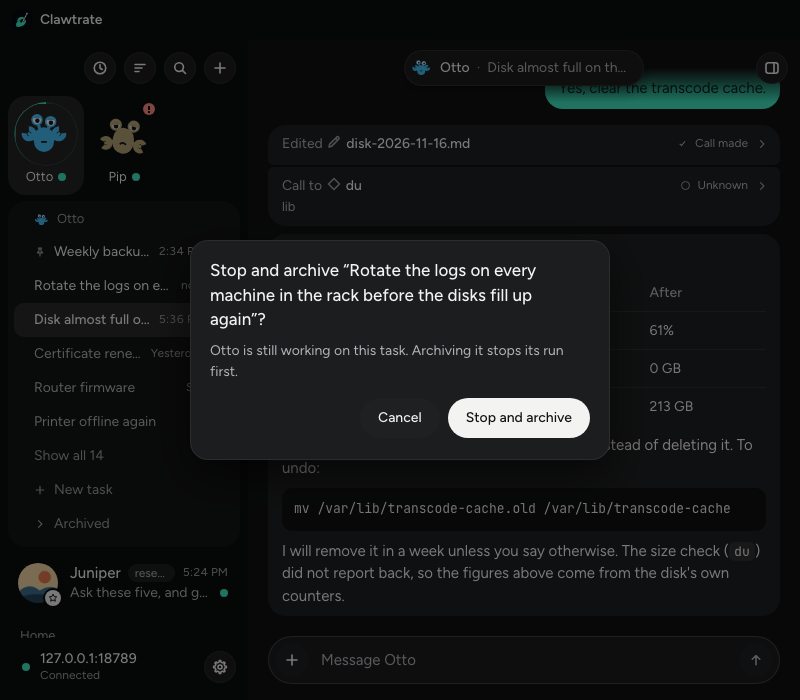 Clawtrate
Otto · Disk almost full on th...
Yes, clear the transcode cache.
Otto
Pip
Otto
Weekly backu... 2:34
Rotate the logs on e...
Disk almost full o... 5:36
Certificate rene... Yesterd
Router firmware
Printer offline again
Show all 14
New task
Archived
Juniper rese... 5:24 PM
Ask these five, and g...
Home
127.0.0.1:18789
Connected
Edited disk-2026-11-16.md Call made
Call to du Unknown
lib
After
61%
0 GB
213 GB
stead of deleting it. To
undo:
mv /var/lib/transcode-cache.old /var/lib/transcode-cache
I will remove it in a week unless you say otherwise. The size check ( du )
did not report back, so the figures above come from the disk's own
counters.
Message Otto
Stop and archive “Rotate the logs on every
machine in the rack before the disks fill up
again”?
Otto is still working on this task. Archiving it stops its run
first.
Cancel
Stop and archive